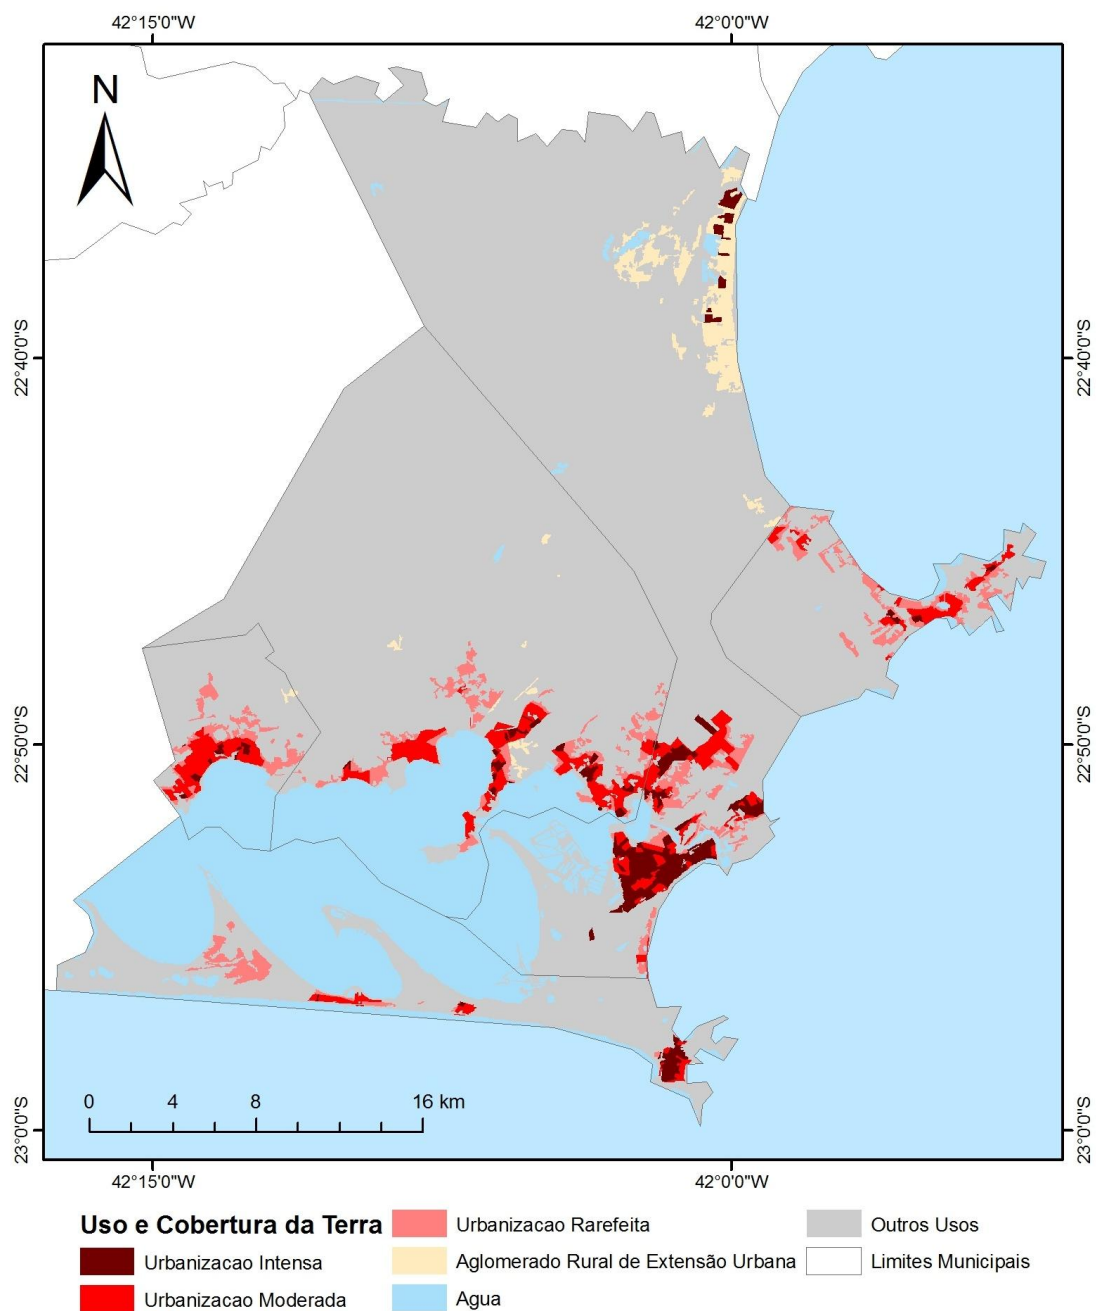 42°15'0"W 42°0'0"W
N
22°40'0"S 22°40'0"S
22°50'0"S 22°50'0"S
0 4 8 16 km
23°0'0"S 23°0'0"S
42°15'0"W 42°0'0"W
Uso e Cobertura da Terra
Urbanizacao Intensa
Urbanizacao Moderada
Urbanizacao Rarefeita
Aglomerado Rural de Extensão Urbana
Agua
Outros Usos
Limites Municipais